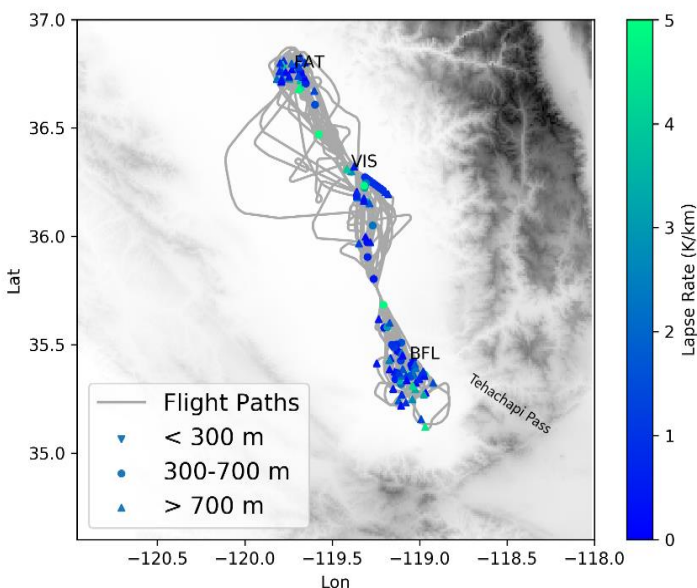 37.0
36.5
36.0
35.5
35.0
Lat
FAT
VIS
BFL
Tehachapi Pass
Flight Paths
< 300 m
300-700 m
> 700 m
−120.5 −120.0 −119.5 −119.0 −118.5 −118.0
Lon
5
4
3
2
1
0
Lapse Rate (K/km)